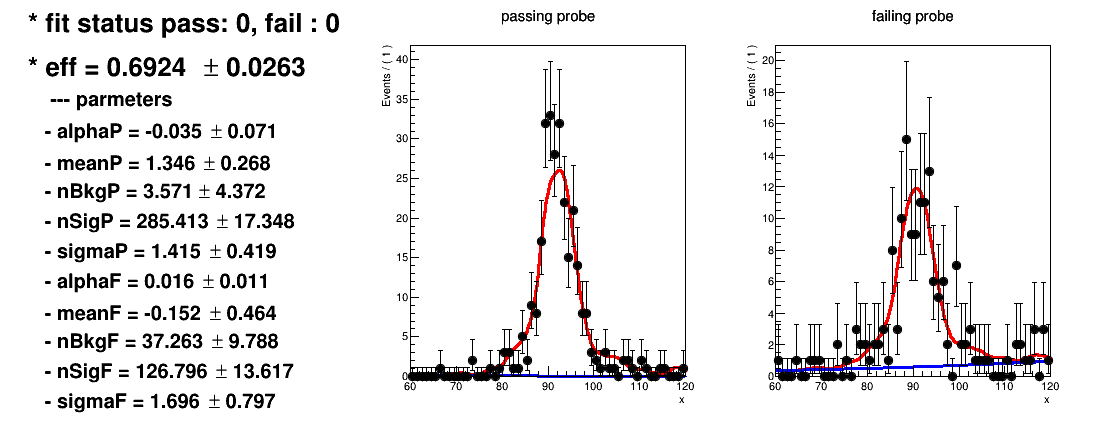 * fit status pass: 0, fail : 0
* eff = 0.6924 ± 0.0263
--- parmeters
- alphaP = -0.035 ± 0.071
- meanP = 1.346 ± 0.268
- nBkgP = 3.571 ± 4.372
- nSigP = 285.413 ± 17.348
- sigmaP = 1.415 ± 0.419
- alphaF = 0.016 ± 0.011
- meanF = -0.152 ± 0.464
- nBkgF = 37.263 ± 9.788
- nSigF = 126.796 ± 13.617
- sigmaF = 1.696 ± 0.797
passing probe
Events / ( 1 )
40
35
30
25
20
15
10
5
0
60 70 80 90 100 110 120
x
failing probe
Events / ( 1 )
20
18
16
14
12
10
8
6
4
2
0
60 70 80 90 100 110 120
x